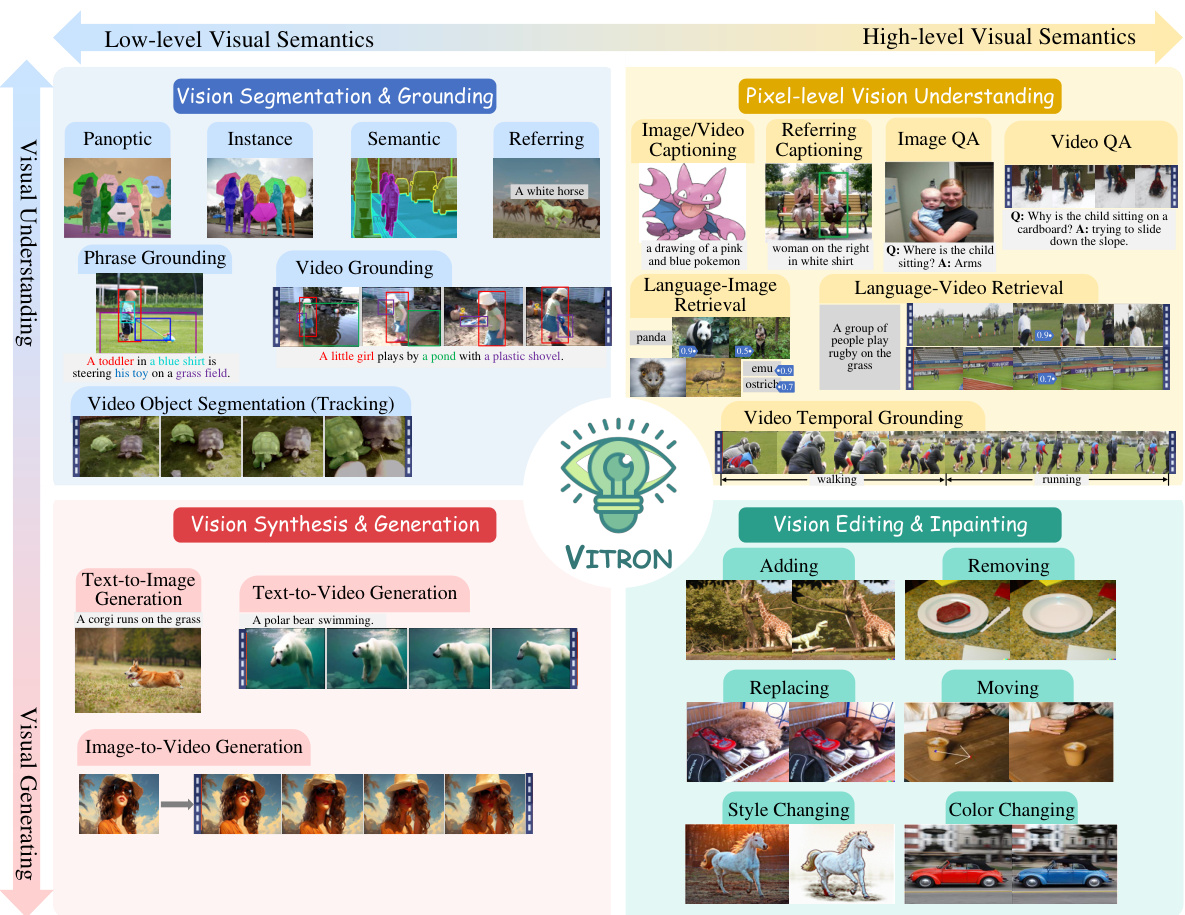 Low-level Visual Semantics
High-level Visual Semantics
Visual Understanding
Visual Generating
Vision Segmentation & Grounding
Panoptic
Instance
Semantic
Referring
A white horse
Phrase Grounding
A toddler in a blue shirt is
steering his toy on a grass field.
Video Grounding
A little girl plays by a pond with a plastic shovel.
Video Object Segmentation (Tracking)
Pixel-level Vision Understanding
Image/Video
Captioning
a drawing of a pink
and blue pokemon
Referring
Captioning
woman on the right
in white shirt
Image QA
Q: Where is the child
sitting? A: Arms
Video QA
Q: Why is the child sitting on a
cardboard? A: trying to slide
down the slope.
Language-Image
Retrieval
panda
0.9
0.5
emu 0.9
ostrich 0.7
Language-Video Retrieval
A group of
people play
rugby on the
grass
0.9
0.7
Video Temporal Grounding
walking
running
VITRON
Vision Synthesis & Generation
Text-to-Image
Generation
A corgi runs on the grass
Text-to-Video Generation
A polar bear swimming.
Image-to-Video Generation
Vision Editing & Inpainting
Adding
Removing
Replacing
Moving
Style Changing
Color Changing